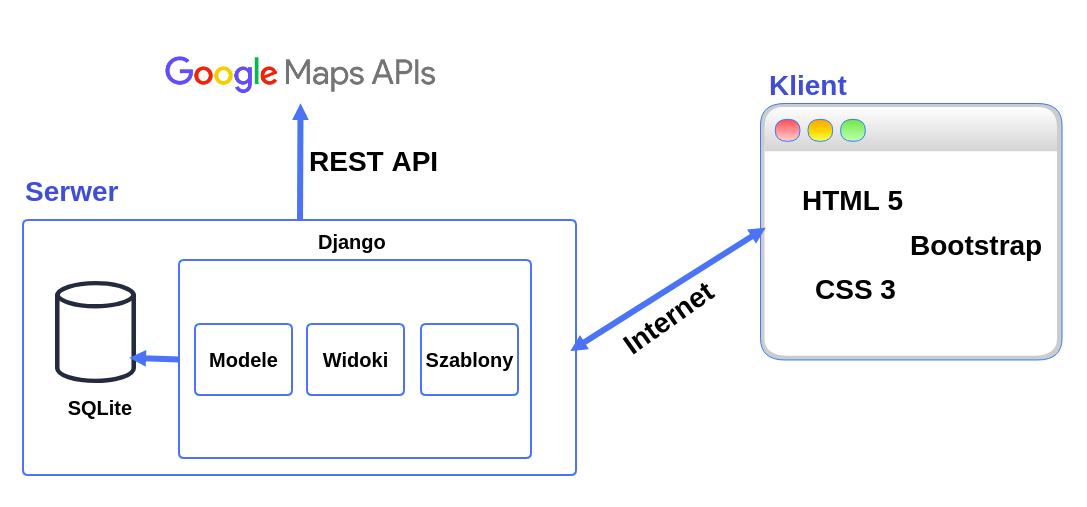 Google Maps APIs
Klient
REST API
Serwer
HTML 5
Django
Bootstrap
CSS 3
Internet
Modele
Widoki
Szablony
SQLite